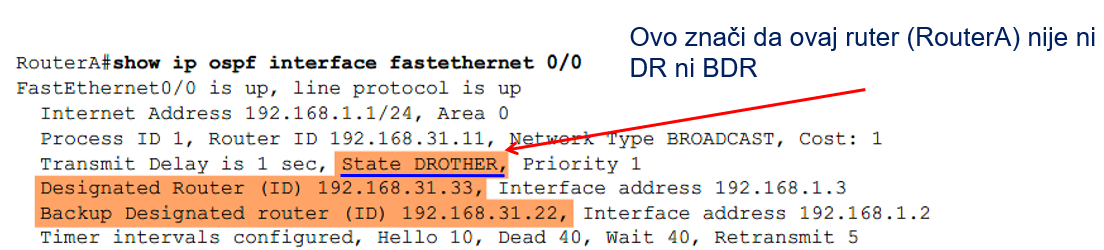 Ovo znači da ovaj ruter (RouterA) nije ni
DR ni BDR
RouterA#show ip ospf interface fastethernet 0/0
FastEthernet0/0 is up, line protocol is up
Internet Address 192.168.1.1/24, Area 0
Process ID 1, Router ID 192.168.31.11, Network Type BROADCAST, Cost: 1
Transmit Delay is 1 sec, State DROTHER, Priority 1
Designated Router (ID) 192.168.31.33, Interface address 192.168.1.3
Backup Designated router (ID) 192.168.31.22, Interface address 192.168.1.2
Timer intervals configured, Hello 10, Dead 40, Wait 40, Retransmit 5